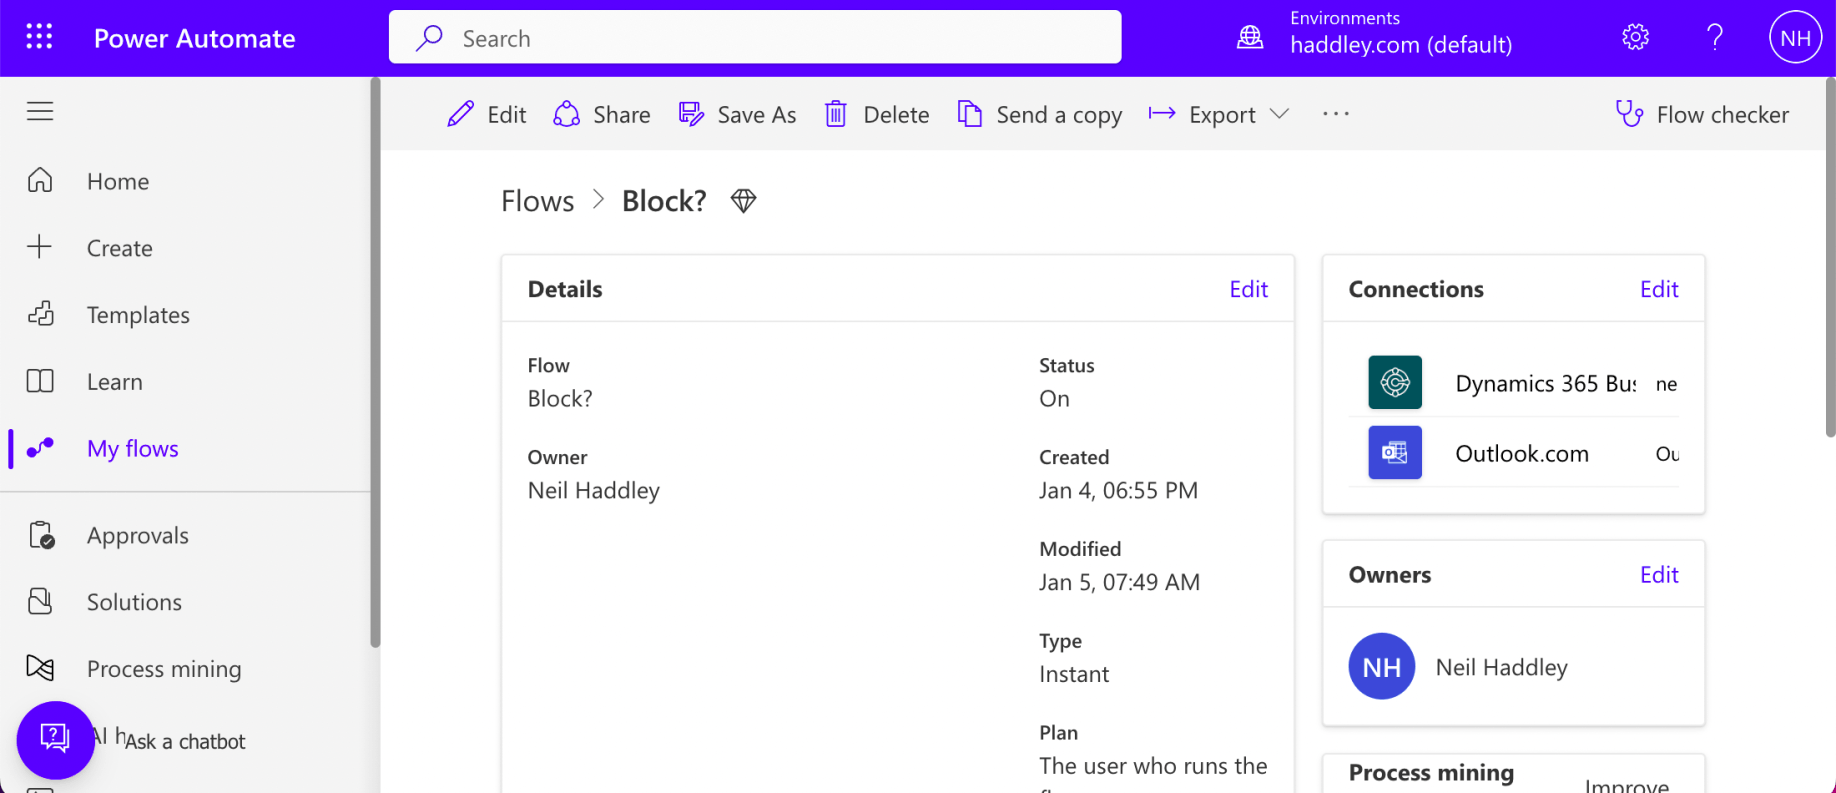 Power Automate
Search
Environments
haddley.com (default)
NH
Edit
Share
Save As
Delete
Send a copy
Export
Flow checker
Home
Create
Templates
Learn
My flows
Approvals
Solutions
Process mining
AI h
Ask a chatbot
Flows > Block?
Details
Edit
Flow
Block?
Owner
Neil Haddley
Status
On
Created
Jan 4, 06:55 PM
Modified
Jan 5, 07:49 AM
Type
Instant
Plan
The user who runs the
Connections
Edit
Dynamics 365 Bus
ne
Outlook.com
Ou
Owners
Edit
NH
Neil Haddley
Process mining
Improve